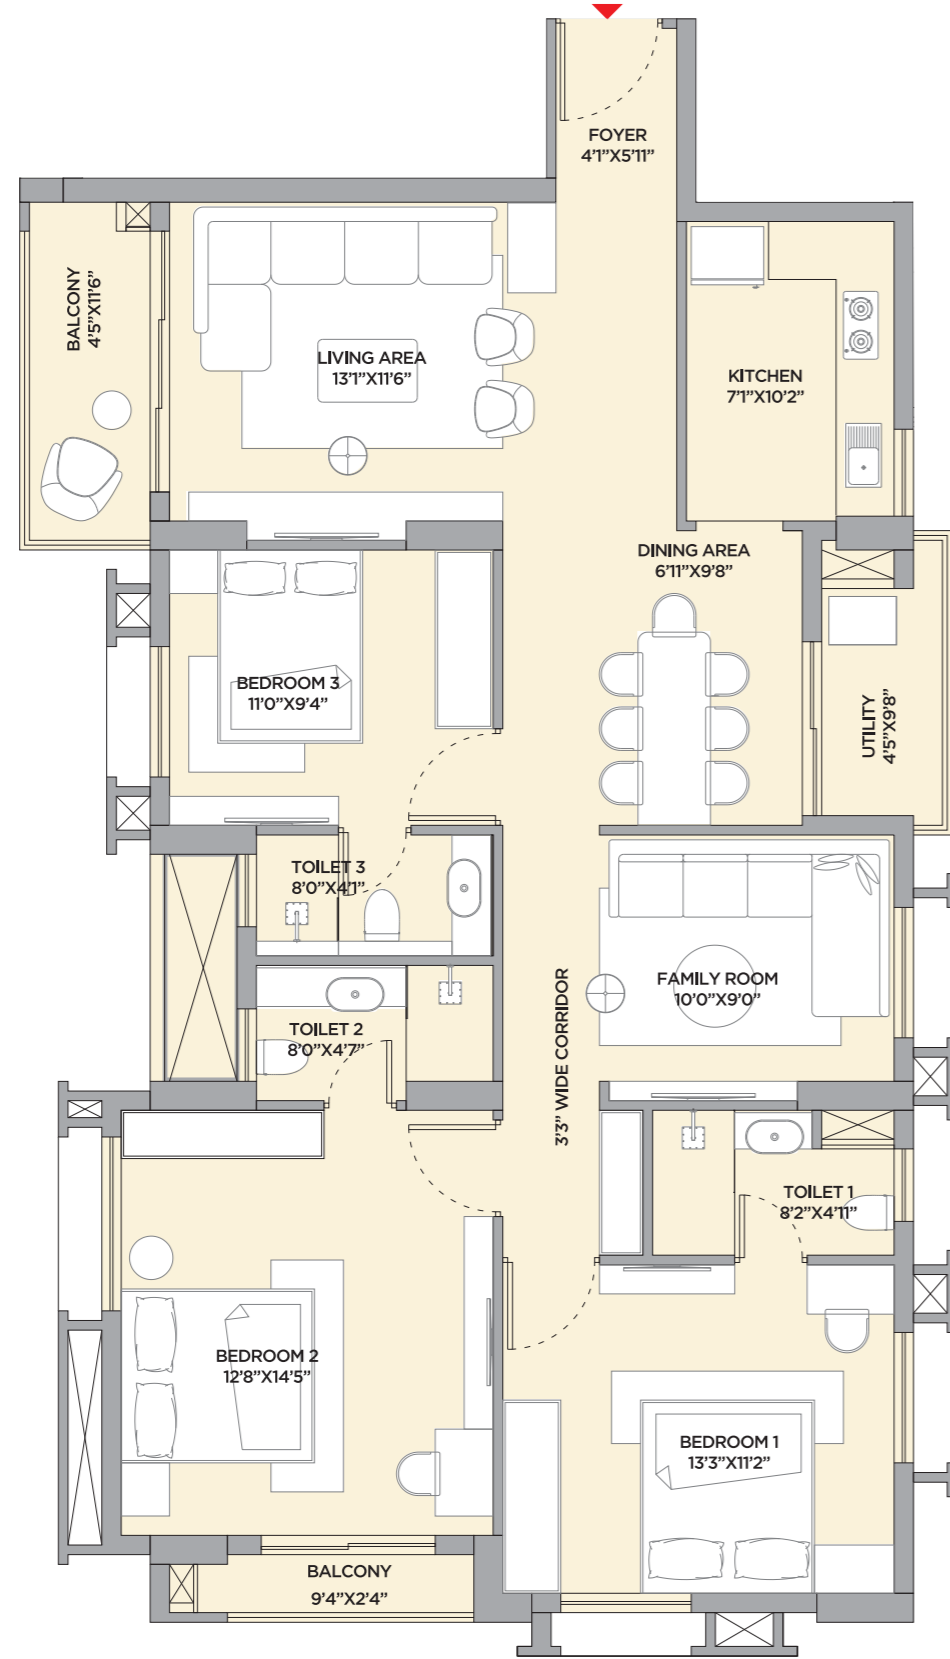 FOYER
4'1”X5'11”
BALCONY
4'5”X11'6”
LIVING AREA
13'1”X11'6”
KITCHEN
7'1”X10'2”
DINING AREA
6'11”X9'8”
BEDROOM 3
11'0”X9'4”
UTILITY
4'5”X9'8”
TOILET 3
8'0”X4'1”
FAMILY ROOM
10'0”X9'0”
3'3” WIDE CORRIDOR
TOILET 2
8'0”X4'7”
TOILET 1
8'2”X4'11”
BEDROOM 2
12'8”X14'5”
BEDROOM 1
13'3”X11'2”
BALCONY
9'4”X2'4”